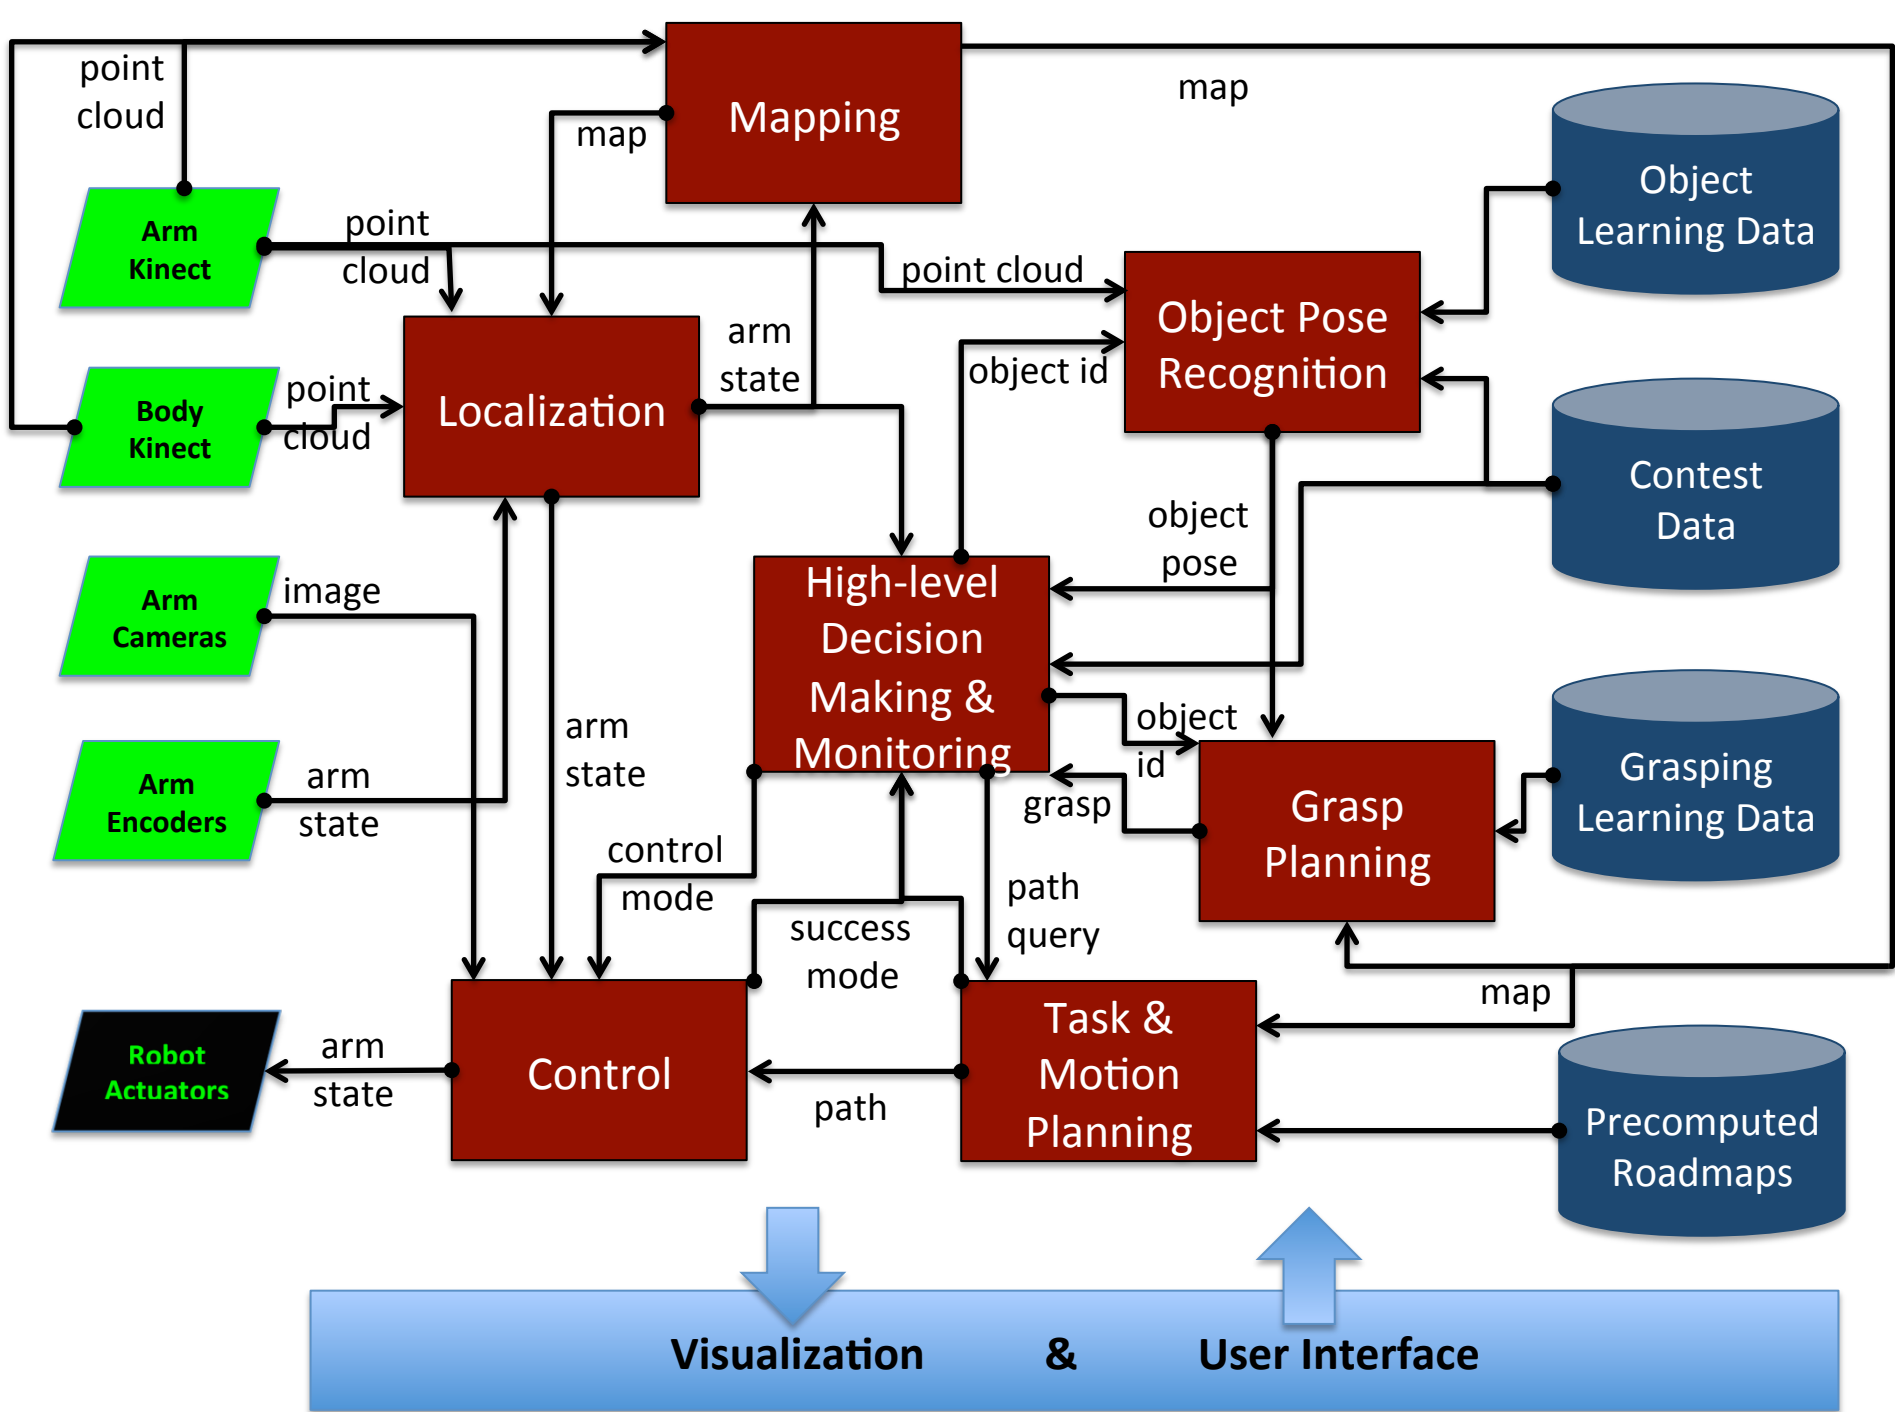 point
cloud
Mapping
map
map
Object
Learning Data
Arm
Kinect
point
cloud
point cloud
Object Pose
Recognition
object id
arm
state
Localization
Body
Kinect
point
cloud
Contest
Data
object
pose
Arm
Cameras
image
High-level
Decision
Making &
Monitoring
object
id
grasp
arm
state
Arm
Encoders
arm
state
Grasp
Planning
Grasping
Learning Data
control
mode
success
mode
path
query
map
Robot
Actuators
arm
state
Control
path
Task &
Motion
Planning
Precomputed
Roadmaps
Visualization & User Interface